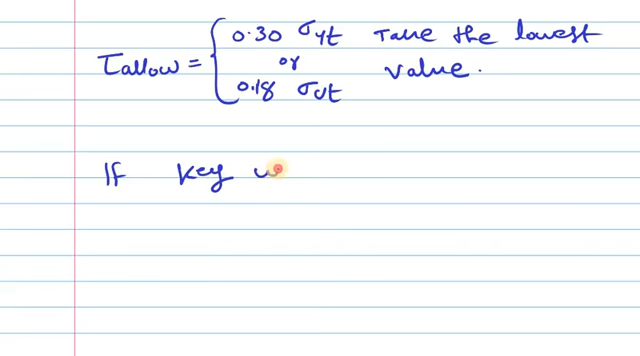 τallow = { 0.30 σyt Take the lowest
or value.
0.18 σut
If key w